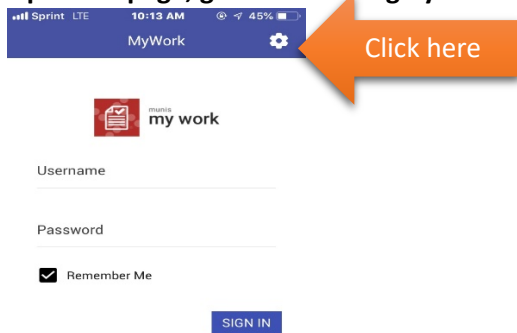 Sprint LTE 10:13 AM 45%
MyWork
Click here
munis
my work
Username
Password
Remember Me
SIGN IN